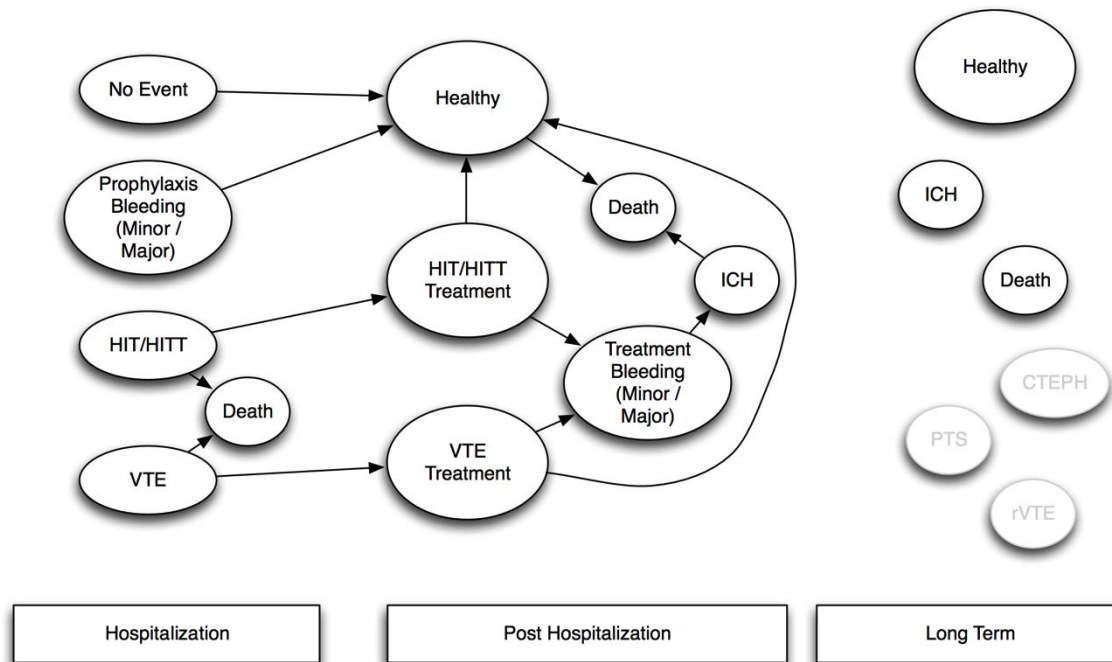 No Event
Prophylaxis
Bleeding
(Minor /
Major)
HIT/HITT
Death
VTE
Healthy
Death
HIT/HITT
Treatment
ICH
Treatment
Bleeding
(Minor /
Major)
VTE
Treatment
Healthy
ICH
Death
CTEPH
PTS
rVTE
Hospitalization
Post Hospitalization
Long Term